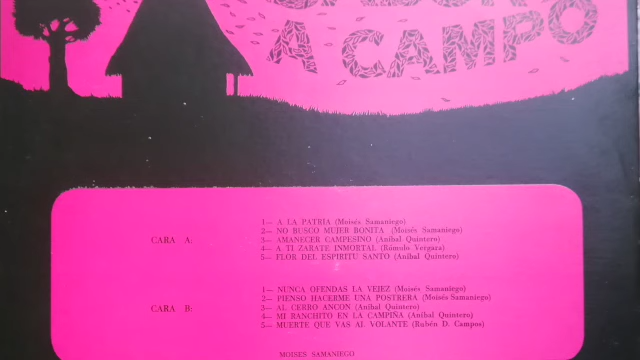 A CAMPO
CARA A:
1— A LA PATRIA (Moisés Samaniego)
2— NO BUSCO MUJER BONITA (Moisés Samaniego)
3— AMANECER CAMPESINO (Aníbal Quintero)
4— A TI ZARATE INMORTAL (Rómulo Vergara)
5— FLOR DEL ESPIRITU SANTO (Aníbal Quintero)
CARA B:
1— NUNCA OFENDAS LA VEJEZ (Moisés Samaniego)
2— PIENSO HACERME UNA POSTRERA (Moisés Samaniego)
3— AL CERRO ANCON (Aníbal Quintero)
4— MI RANCHITO EN LA CAMPIÑA (Aníbal Quintero)
5— MUERTE QUE VAS AL VOLANTE (Rubén D. Campos)
MOISES SAMANIEGO